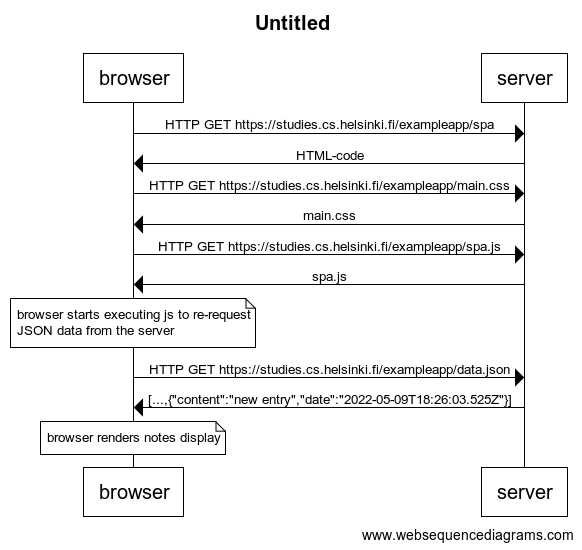 Untitled
browser server
HTTP GET https://studies.cs.helsinki.fi/exampleapp/spa
HTML-code
HTTP GET https://studies.cs.helsinki.fi/exampleapp/main.css
main.css
HTTP GET https://studies.cs.helsinki.fi/exampleapp/spa.js
spa.js
browser starts executing js to re-request
JSON data from the server
HTTP GET https://studies.cs.helsinki.fi/exampleapp/data.json
[...,{"content":"new entry","date":"2022-05-09T18:26:03.525Z"}]
browser renders notes display
browser server
www.websequencediagrams.com